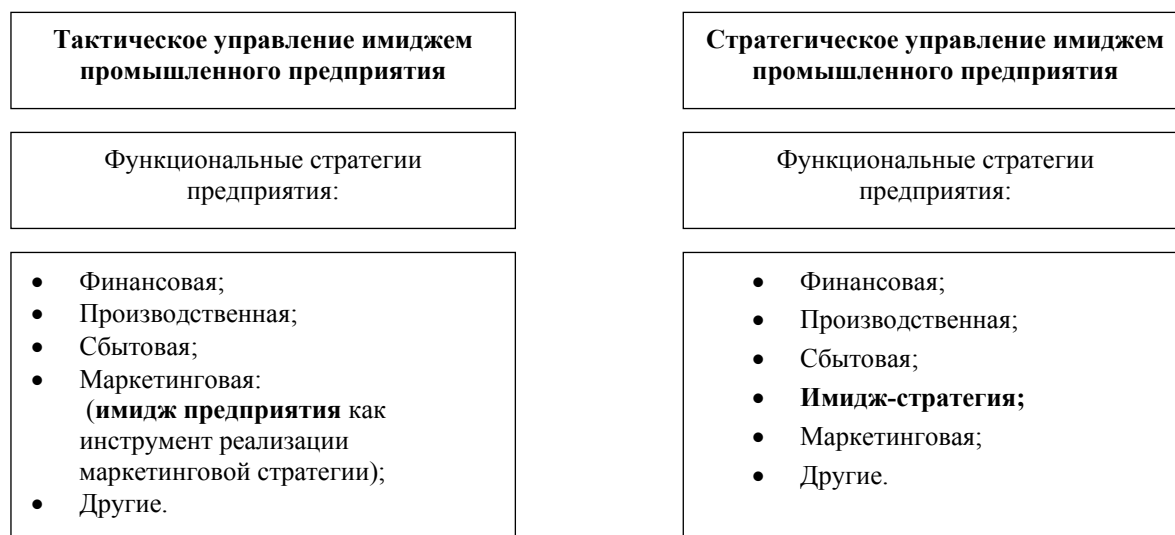 Тактическое управление имиджем
промышленного предприятия
Функциональные стратегии
предприятия:
• Финансовая;
• Производственная;
• Сбытовая;
• Маркетинговая:
(имидж предприятия как
инструмент реализации
маркетинговой стратегии);
• Другие.
Стратегическое управление имиджем
промышленного предприятия
Функциональные стратегии
предприятия:
• Финансовая;
• Производственная;
• Сбытовая;
• Имидж-стратегия;
• Маркетинговая;
• Другие.